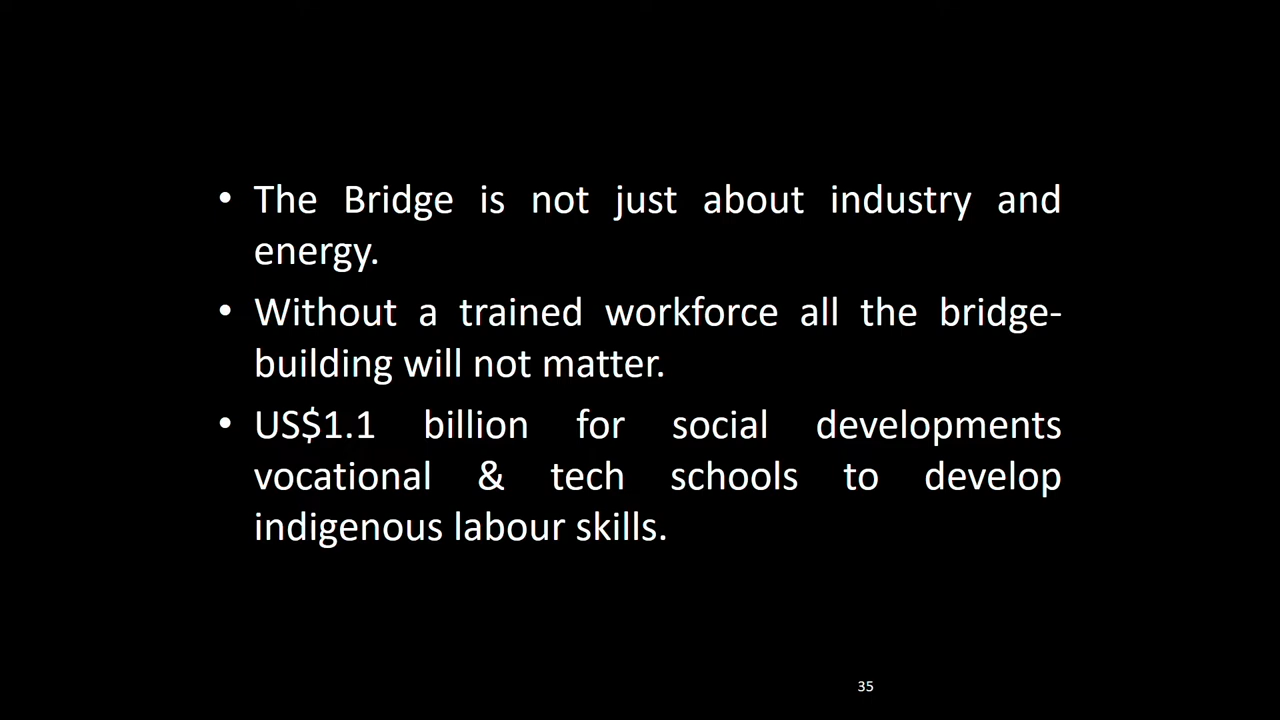 • The Bridge is not just about industry and
energy.
• Without a trained workforce all the bridge-
building will not matter.
• US$1.1 billion for social developments
vocational & tech schools to develop
indigenous labour skills.
35